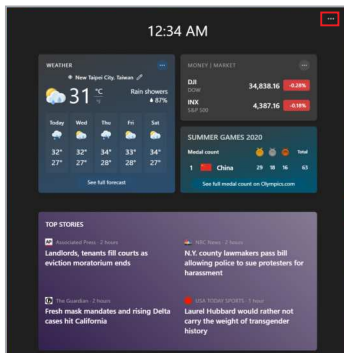 12:34 AM
WEATHER
New Taipei City, Taiwan
31 °C
°F
Rain showers
87%
Today Wed Thu Fri Sat
32° 32° 34° 33° 34°
27° 27° 28° 28° 27°
See full forecast
MONEY | MARKET
DJI
DOW
34,838.16 -0.28%
INX
S&P 500
4,387.16 -0.18%
SUMMER GAMES 2020
Medal count Total
1 China 29 18 16 63
See full medal count on Olympics.com
TOP STORIES
AP Associated Press · 2 hours
Landlords, tenants fill courts as
eviction moratorium ends
NBC News · 2 hours
N.Y. county lawmakers pass bill
allowing police to sue protesters for
harassment
The Guardian · 2 hours
Fresh mask mandates and rising Delta
cases hit California
USA TODAY SPORTS · 1 hour
Laurel Hubbard would rather not
carry the weight of transgender
history